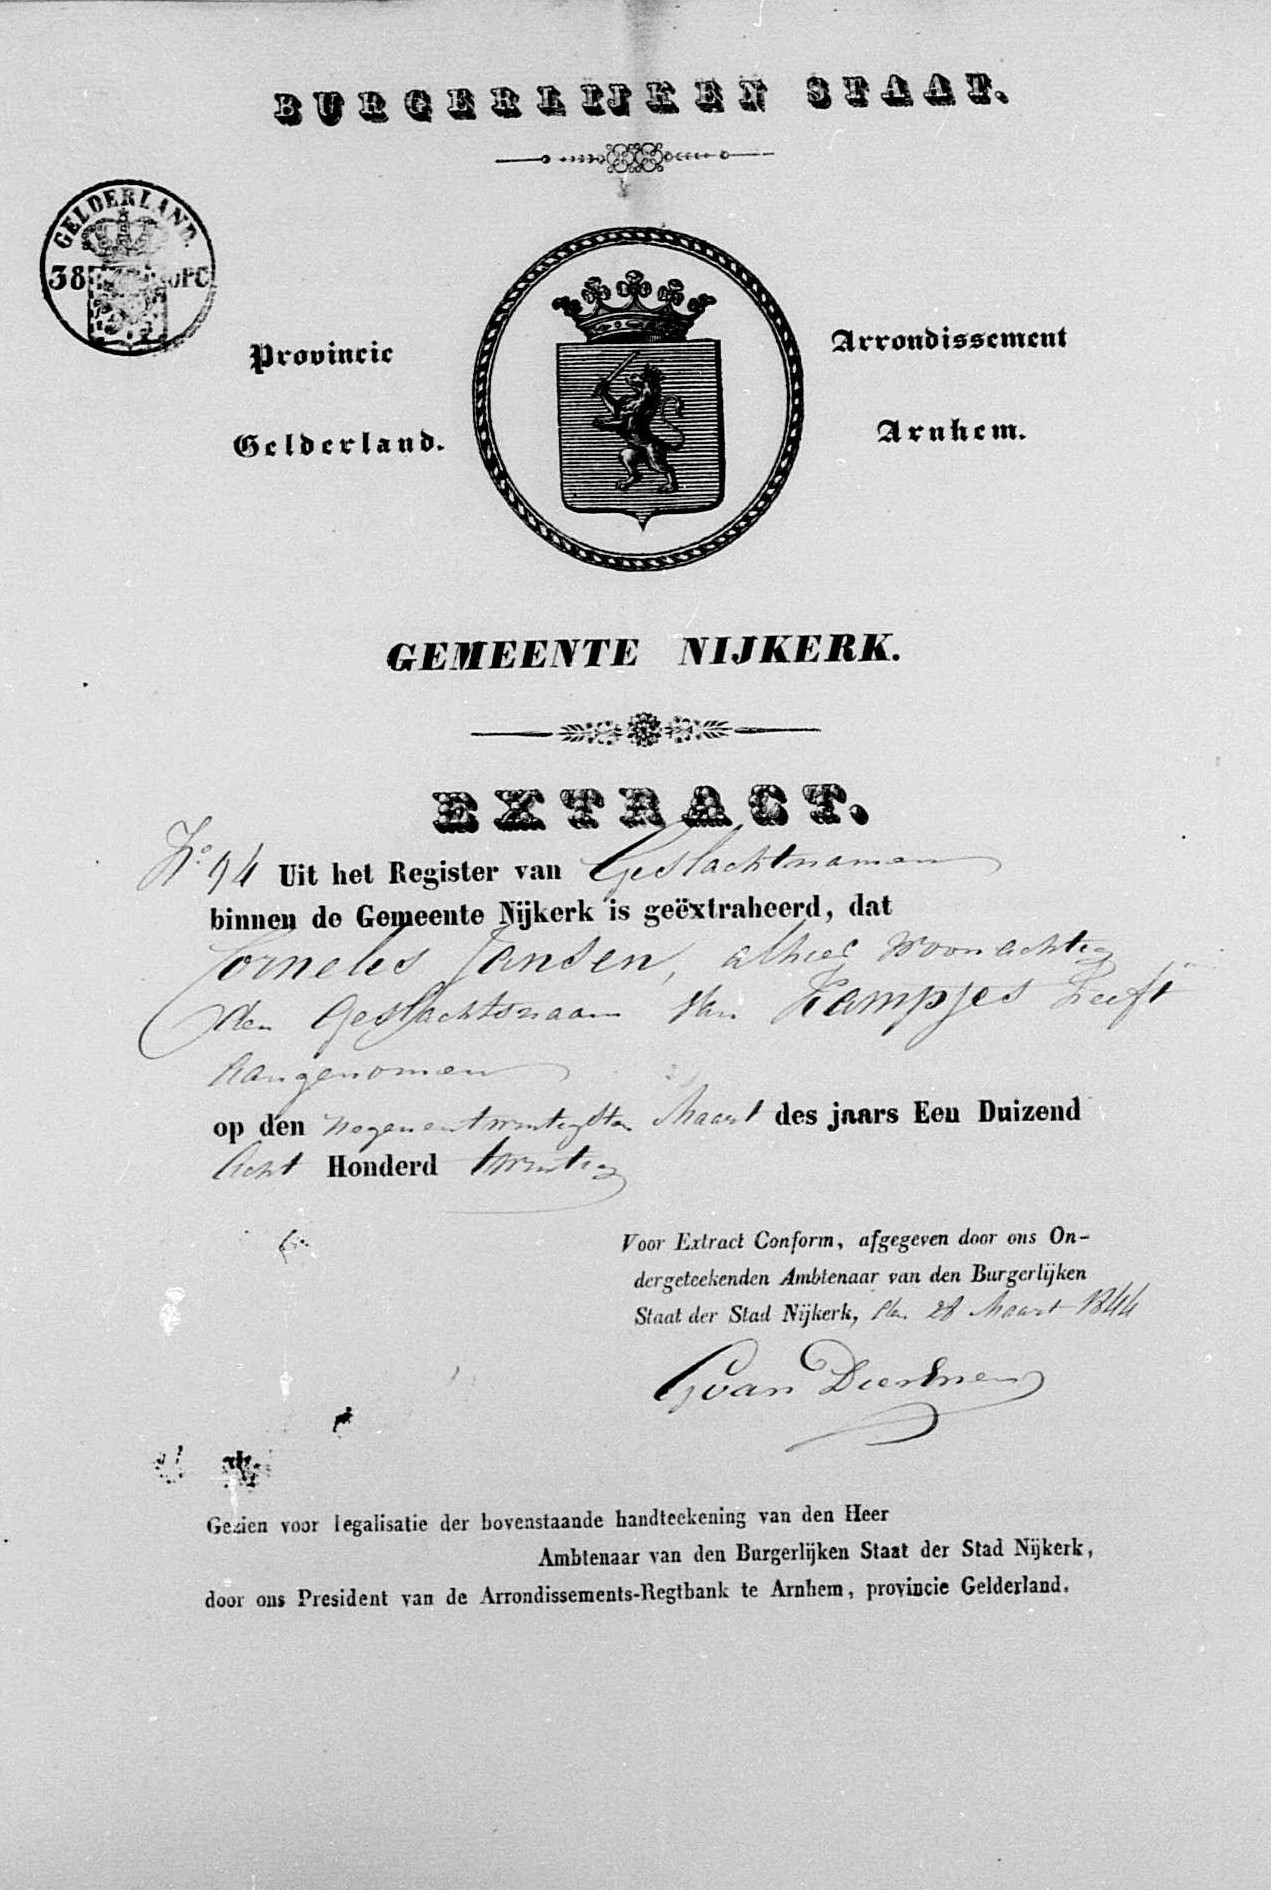 BURGERLIJKEN STAAT.
GELDERLAND.
38 OPC
Provincie
Gelderland.
Arrondissement
Arnhem.
GEMEENTE NIJKERK.
EXTRACT.
No. 94 Uit het Register van Geslachtnamen
binnen de Gemeente Nijkerk is geëxtraheerd, dat
Cornelis Jansen, alhier woonachtig
den Geslachtsnaam van Kampjes heeft
aangenomen
op den negenentwintigsten Maart des jaars Een Duizend
Acht Honderd twintig
Voor Extract Conform, afgegeven door ons On-
dergeteekenden Ambtenaar van den Burgerlijken
Staat der Stad Nijkerk, den 28 Maart 1844
G van
Gezien voor legalisatie der bovenstaande handteekening van den Heer
Ambtenaar van den Burgerlijken Staat der Stad Nijkerk,
door ons President van de Arrondissements-Regtbank te Arnhem, provincie Gelderland.